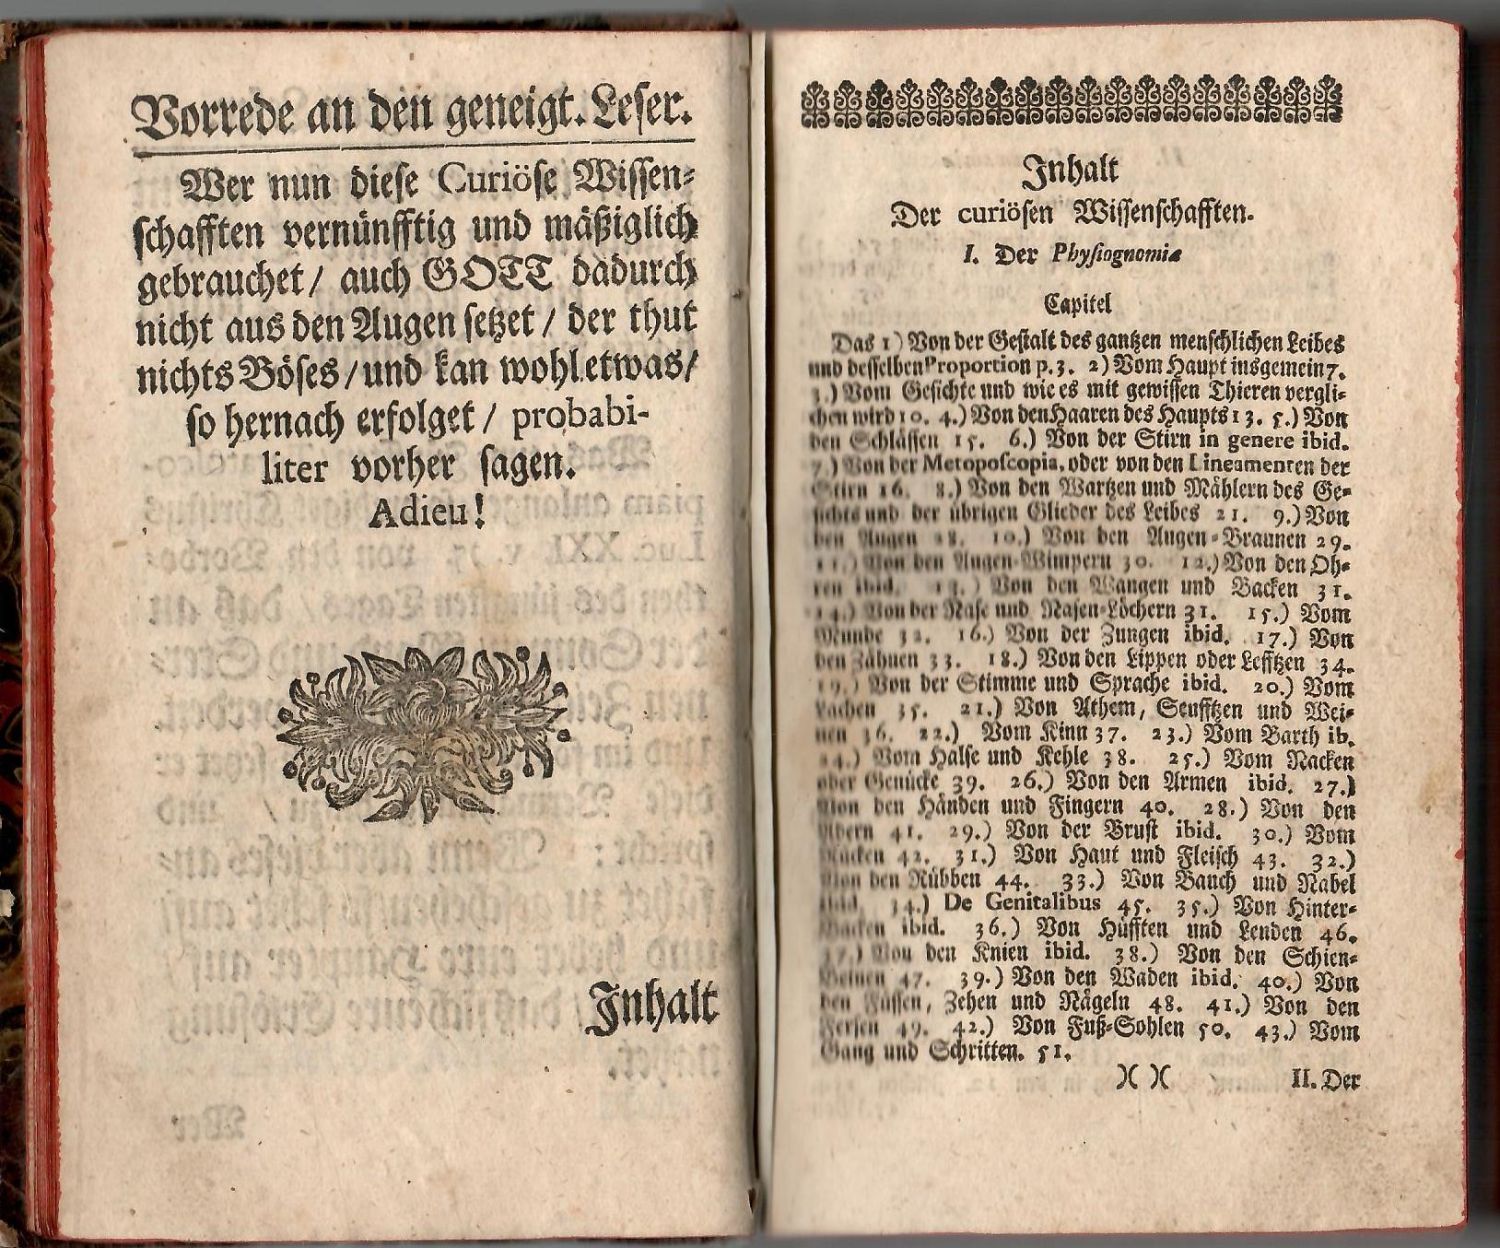 Vorrede an den geneigt. Leser.
Wer nun diese Curiöse Wissen-
schafften vernünfftig und mäßiglich
gebrauchet / auch GOTT dadurch
nicht aus den Augen setzet / der thut
nichts Böses / und kan wohl etwas /
so hernach erfolget / probabi-
liter vorher sagen.
Adieu!
Inhalt
Inhalt
Der curiösen Wissenschafften.
I. Der Physiognomiæ
Capitel
Das 1) Von der Gestalt des gantzen menschlichen Leibes
und desselben Proportion p. 3. 2) Vom Haupt insgemein 7.
3.) Vom Gesichte und wie es mit gewissen Thieren vergli-
chen wird 10. 4.) Von den Haaren des Haupts 13. 5.) Von
den Schläffen 15. 6.) Von der Stirn in genere ibid.
7.) Von der Metoposcopia, oder von den Lineamenten der
Stirn 16. 8.) Von den Wartzen und Mählern des Ge-
sichts und der übrigen Glieder des Leibes 21. 9.) Von
den Augen 28. 10.) Von den Augen-Braunen 29.
11.) Von den Augen-Wimpern 30. 12.) Von den Oh-
ren ibid. 13.) Von den Wangen und Backen 31.
14.) Von der Nase und Nasen-Löchern 31. 15.) Vom
Munde 32. 16.) Von der Zungen ibid. 17.) Von
den Zähnen 33. 18.) Von den Lippen oder Lefftzen 34.
19.) Von der Stimme und Sprache ibid. 20.) Vom
Lachen 35. 21.) Von Athem, Seufftzen und Wei-
nen 36. 22.) Vom Kinn 37. 23.) Vom Barth ib.
24.) Vom Halse und Kehle 38. 25.) Vom Nacken
oder Genücke 39. 26.) Von den Armen ibid. 27.)
Von den Händen und Fingern 40. 28.) Von den
Adern 41. 29.) Von der Brust ibid. 30.) Vom
Rücken 42. 31.) Von Haut und Fleisch 43. 32.)
Von den Rübben 44. 33.) Von Bauch und Nabel
ibid. 34.) De Genitalibus 45. 35.) Von Hinter-
Backen ibid. 36.) Von Hüfften und Lenden 46.
37.) Von den Knien ibid. 38.) Von den Schien-
Beinen 47. 39.) Von den Waden ibid. 40.) Von
den Füssen, Zehen und Nägeln 48. 41.) Von den
Fersen 49. 42.) Von Fuß-Sohlen 50. 43.) Vom
Gang und Schritten. 51.
)( )( II. Der